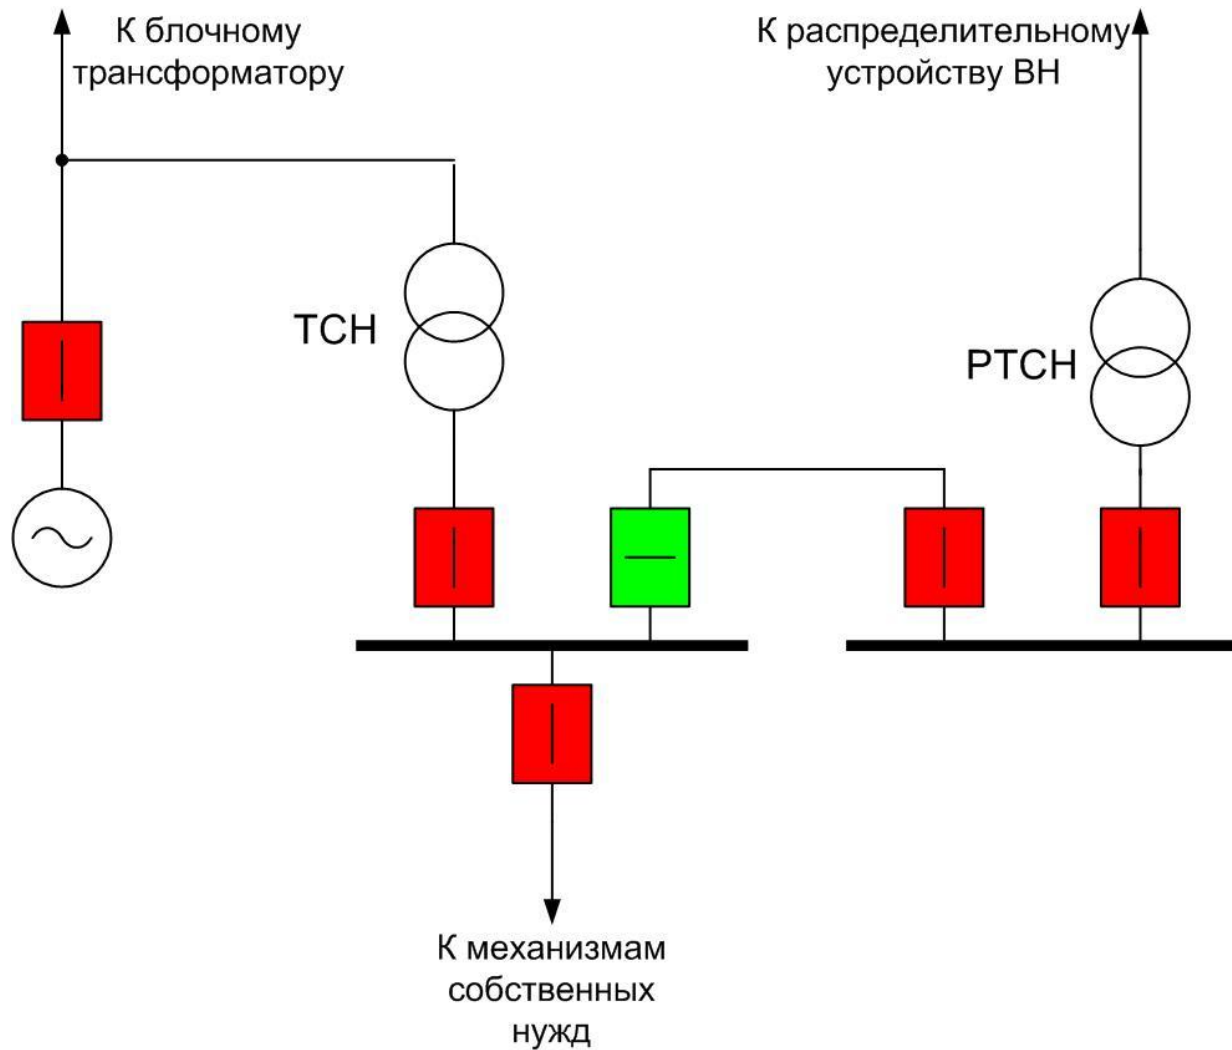 К блочному
трансформатору
К распределительному
устройству ВН
ТСН
РТСН
К механизмам
собственных
нужд